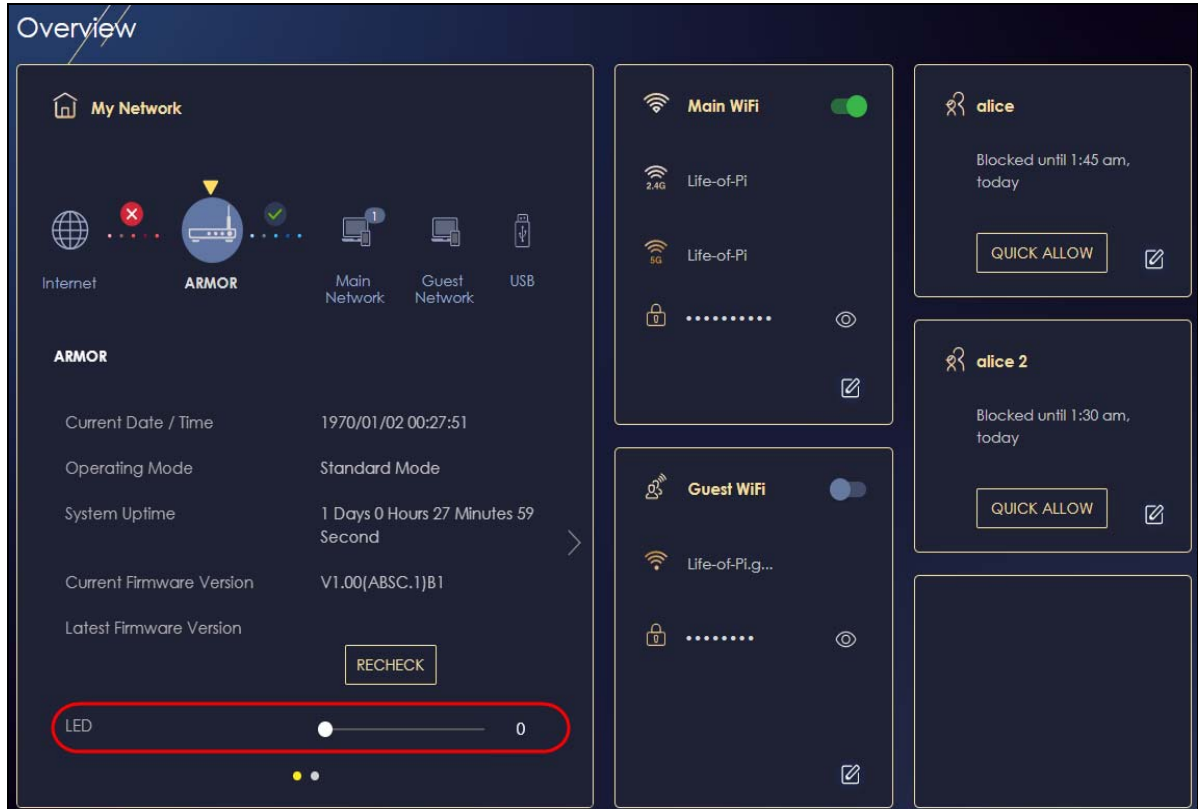 Overview
My Network
1
Internet
ARMOR
Main
Network
Guest
Network
USB
ARMOR
Current Date / Time 1970/01/02 00:27:51
Operating Mode Standard Mode
System Uptime 1 Days 0 Hours 27 Minutes 59
Second
Current Firmware Version V1.00(ABSC.1)B1
Latest Firmware Version
RECHECK
LED 0
Main WiFi
2.4G Life-of-Pi
5G Life-of-Pi
••••••••••
Guest WiFi
Life-of-Pi.g...
••••••••
alice
Blocked until 1:45 am,
today
QUICK ALLOW
alice 2
Blocked until 1:30 am,
today
QUICK ALLOW